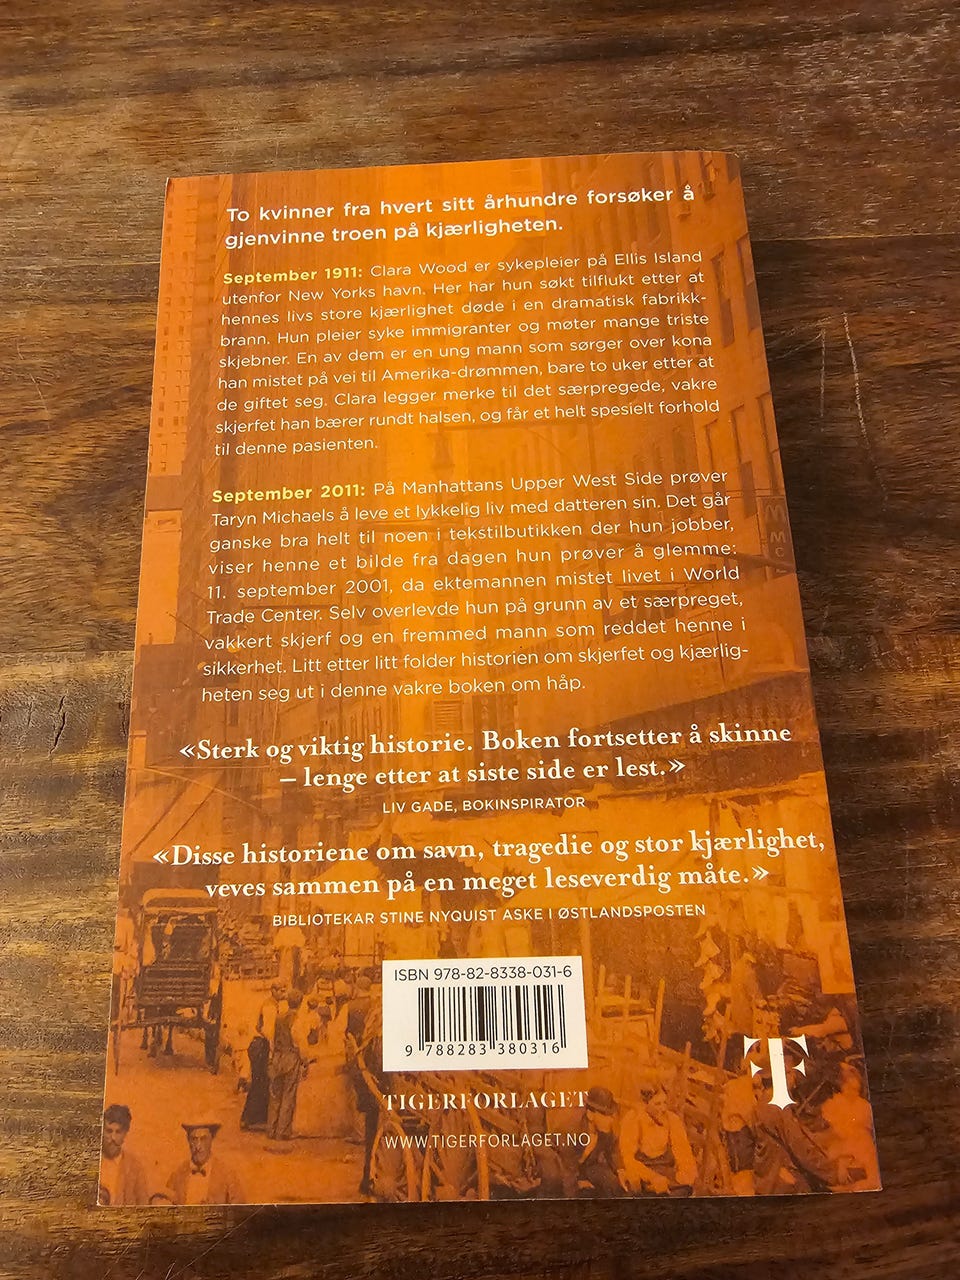 To kvinner fra hvert sitt århundre forsøker å
gjenvinne troen på kjærligheten.
September 1911: Clara Wood er sykepleier på Ellis Island
utenfor New Yorks havn. Her har hun søkt tilflukt etter at
hennes livs store kjærlighet døde i en dramatisk fabrikk-
brann. Hun pleier syke immigranter og møter mange triste
skjebner. En av dem er en ung mann som sørger over kona
han mistet på vei til Amerika-drømmen, bare to uker etter at
de giftet seg. Clara legger merke til det særpregede, vakre
skjerfet han bærer rundt halsen, og får et helt spesielt forhold
til denne pasienten.
September 2011: På Manhattans Upper West Side prøver
Taryn Michaels å leve et lykkelig liv med datteren sin. Det går
ganske bra helt til noen i tekstilbutikken der hun jobber,
viser henne et bilde fra dagen hun prøver å glemme:
11. september 2001, da ektemannen mistet livet i World
Trade Center. Selv overlevde hun på grunn av et særpreget,
vakkert skjerf og en fremmed mann som reddet henne i
sikkerhet. Litt etter litt folder historien om skjerfet og kjærlig-
heten seg ut i denne vakre boken om håp.
«Sterk og viktig historie. Boken fortsetter å skinne
– lenge etter at siste side er lest.»
LIV GADE, BOKINSPIRATOR
«Disse historiene om savn, tragedie og stor kjærlighet,
veves sammen på en meget leseverdig måte.»
BIBLIOTEKAR STINE NYQUIST ASKE I ØSTLANDSPOSTEN
ISBN 978-82-8338-031-6
9 788283 380316
TIGERFORLAGET
WWW.TIGERFORLAGET.NO
T